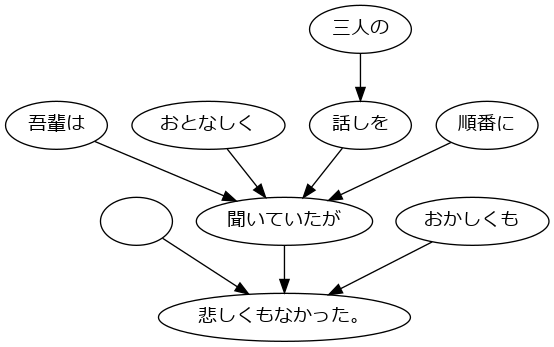 三人の
吾輩は
おとなしく
話しを
順番に
聞いていたが
おかしくも
悲しくもなかった。